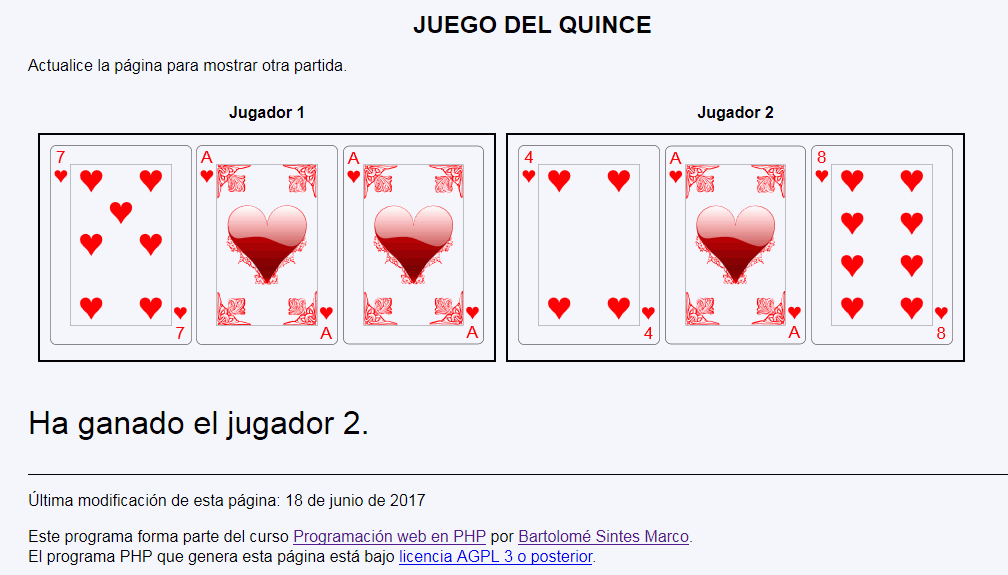 JUEGO DEL QUINCE
Actualice la página para mostrar otra partida.
Jugador 1
Jugador 2
7
A
A
4
A
8
7
A
A
4
A
8
Ha ganado el jugador 2.
Última modificación de esta página: 18 de junio de 2017
Este programa forma parte del curso Programación web en PHP por Bartolomé Sintes Marco.
El programa PHP que genera esta página está bajo licencia AGPL 3 o posterior.